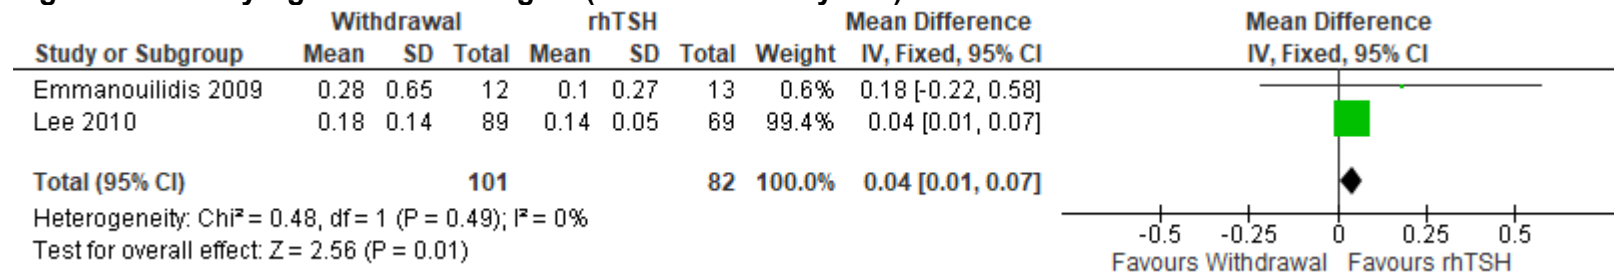 Withdrawal rhTSH Mean Difference Mean Difference
Study or Subgroup Mean SD Total Mean SD Total Weight IV, Fixed, 95% CI IV, Fixed, 95% CI
Emmanouilidis 2009 0.28 0.65 12 0.1 0.27 13 0.6% 0.18 [-0.22, 0.58]
Lee 2010 0.18 0.14 89 0.14 0.05 69 99.4% 0.04 [0.01, 0.07]
Total (95% CI) 101 82 100.0% 0.04 [0.01, 0.07]
Heterogeneity: Chi² = 0.48, df = 1 (P = 0.49); I² = 0%
Test for overall effect: Z = 2.56 (P = 0.01)
-0.5 -0.25 0 0.25 0.5
Favours Withdrawal Favours rhTSH